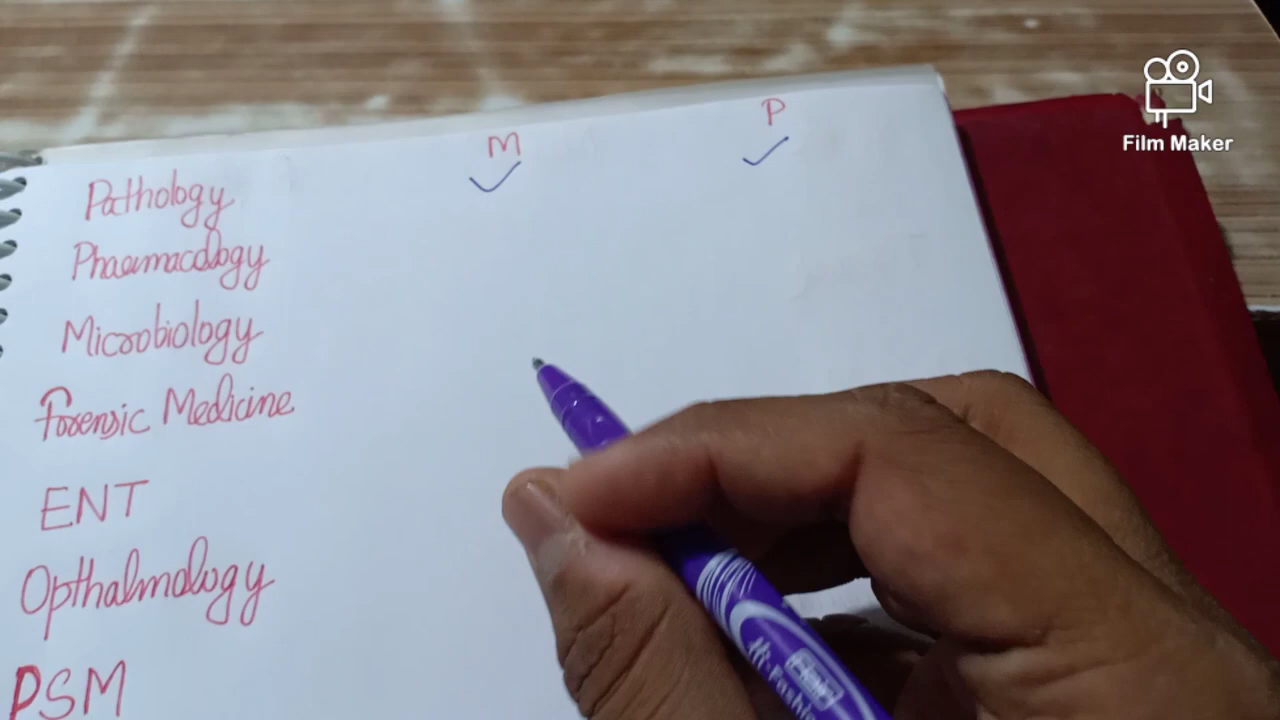 M P
Pathology
Pharmacology
Microbiology
Forensic Medicine
ENT
Opthalmology
PSM
Film Maker